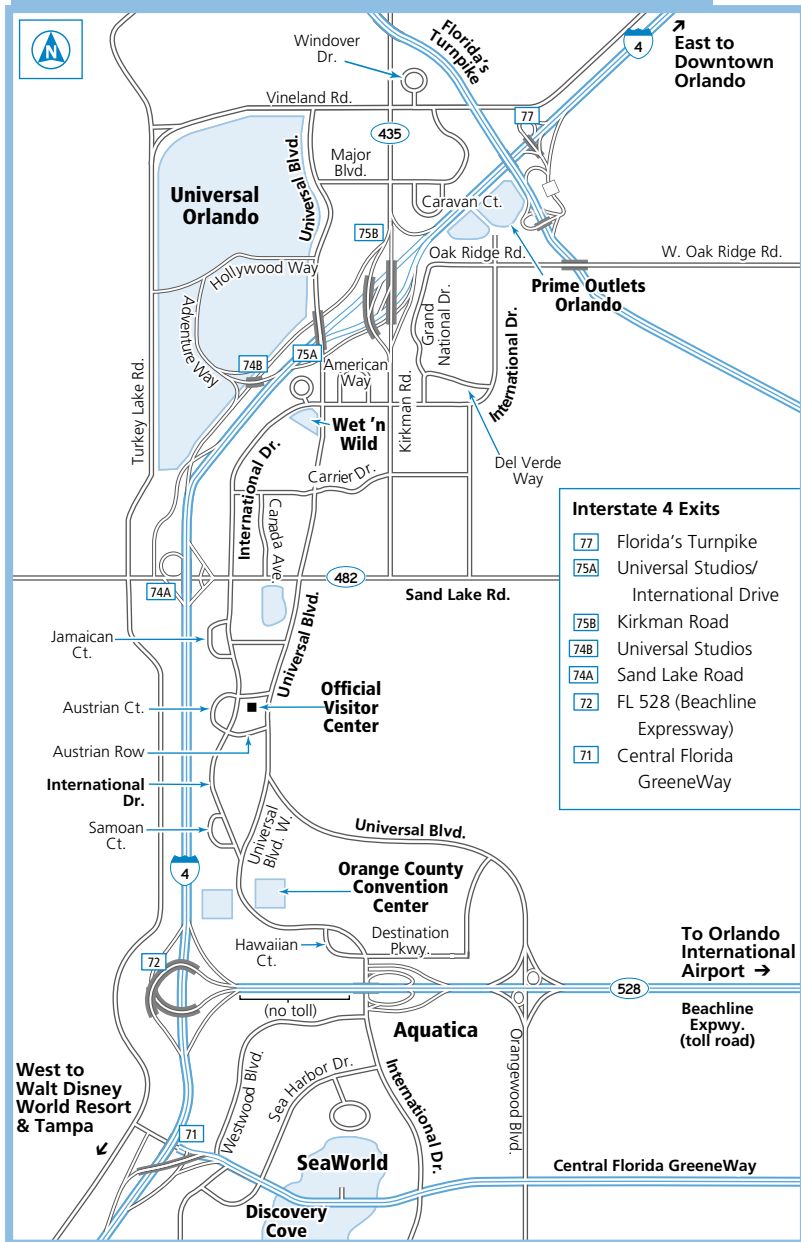 N
Windover
Dr.
Florida's
Turnpike
4
East to
Downtown
Orlando
Vineland Rd.
77
435
Universal Blvd.
Major
Blvd.
Universal
Orlando
Caravan Ct.
75B
Oak Ridge Rd.
W. Oak Ridge Rd.
Hollywood Way
Prime Outlets
Orlando
Adventure Way
Grand
National Dr.
International Dr.
74B
75A
American
Way
Turkey Lake Rd.
Kirkman Rd.
Wet 'n
Wild
International Dr.
Del Verde
Way
Carrier Dr.
Canada Ave.
Interstate 4 Exits
77 Florida's Turnpike
75A Universal Studios/
International Drive
75B Kirkman Road
74B Universal Studios
74A Sand Lake Road
72 FL 528 (Beachline
Expressway)
71 Central Florida
GreeneWay
74A
482
Sand Lake Rd.
Jamaican
Ct.
Universal Blvd.
Austrian Ct.
Official
Visitor
Center
Austrian Row
International
Dr.
Samoan
Ct.
Universal
Blvd. W.
Universal Blvd.
4
Orange County
Convention
Center
Hawaiian
Ct.
Destination
Pkwy.
To Orlando
International
Airport →
72
528
(no toll)
Beachline
Expwy.
(toll road)
Aquatica
Orangewood Blvd.
West to
Walt Disney
World Resort
& Tampa
Westwood Blvd.
Sea Harbor Dr.
International Dr.
71
SeaWorld
Central Florida GreeneWay
Discovery
Cove